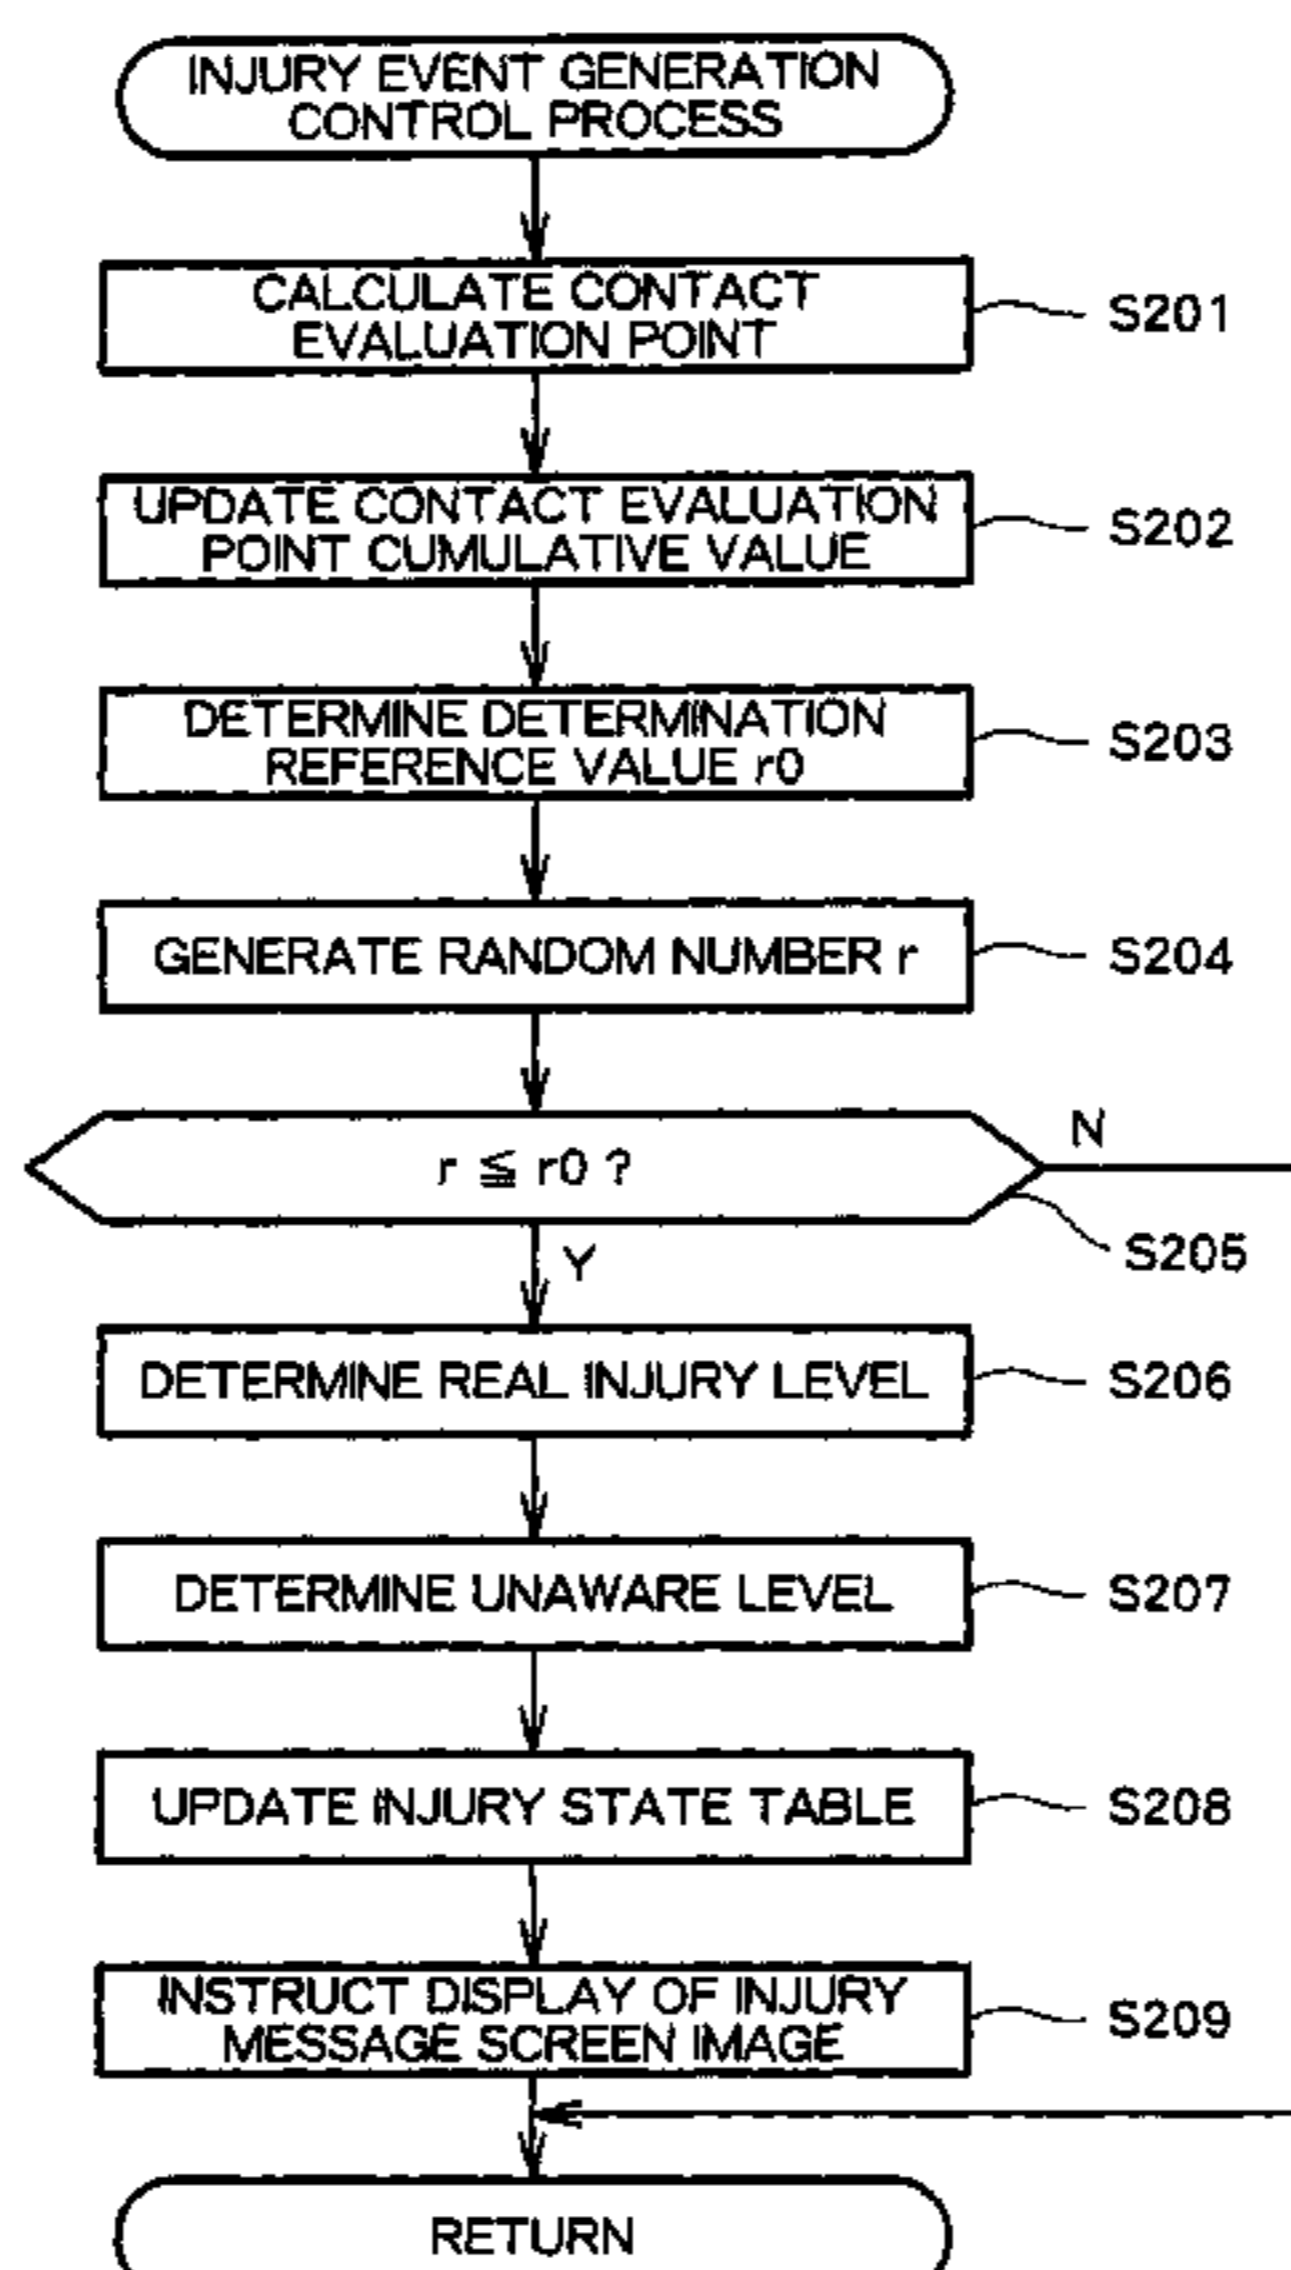 INJURY EVENT GENERATION
CONTROL PROCESS
CALCULATE CONTACT
EVALUATION POINT
S201
UPDATE CONTACT EVALUATION
POINT CUMULATIVE VALUE
S202
DETERMINE DETERMINATION
REFERENCE VALUE r0
S203
GENERATE RANDOM NUMBER r
S204
r ≦ r0 ?
N
S205
Y
DETERMINE REAL INJURY LEVEL
S206
DETERMINE UNAWARE LEVEL
S207
UPDATE INJURY STATE TABLE
S208
INSTRUCT DISPLAY OF INJURY
MESSAGE SCREEN IMAGE
S209
RETURN